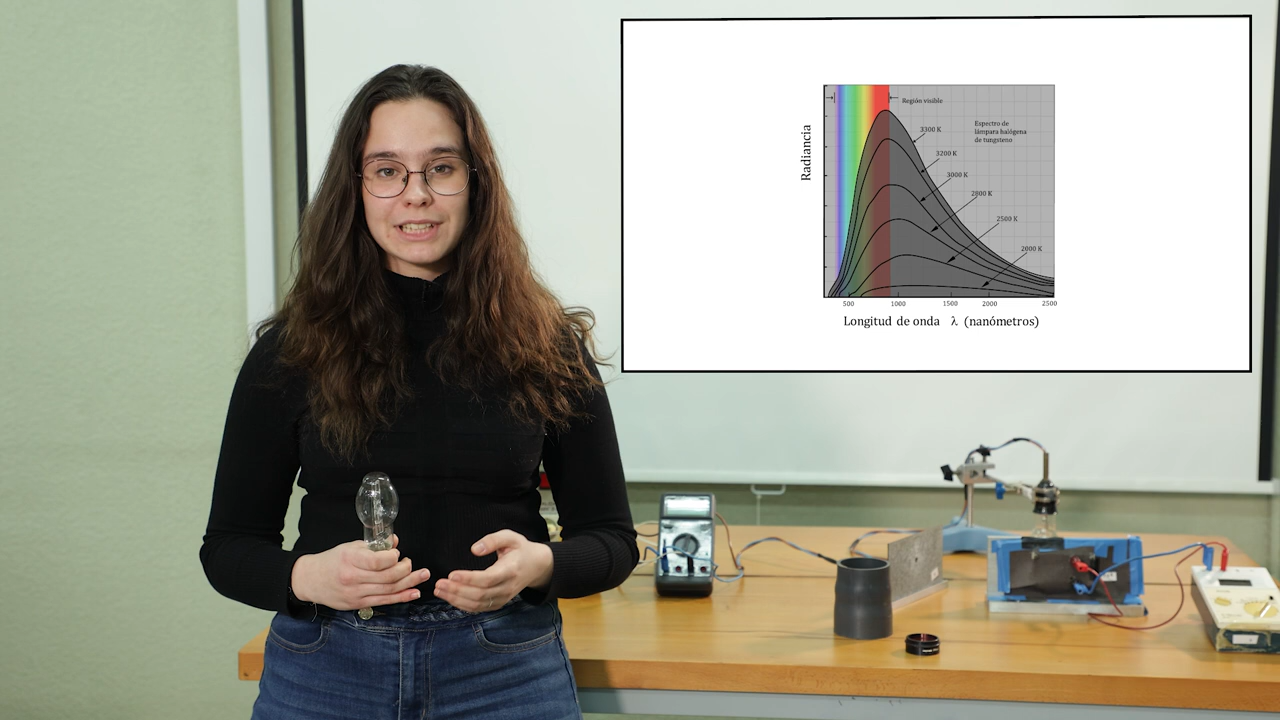 Región visible
Espectro de
lámpara halógena
de tungsteno
3300 K
3200 K
3000 K
2800 K
2500 K
2000 K
Radiancia
500 1000 1500 2000 2500
Longitud de onda λ (nanómetros)